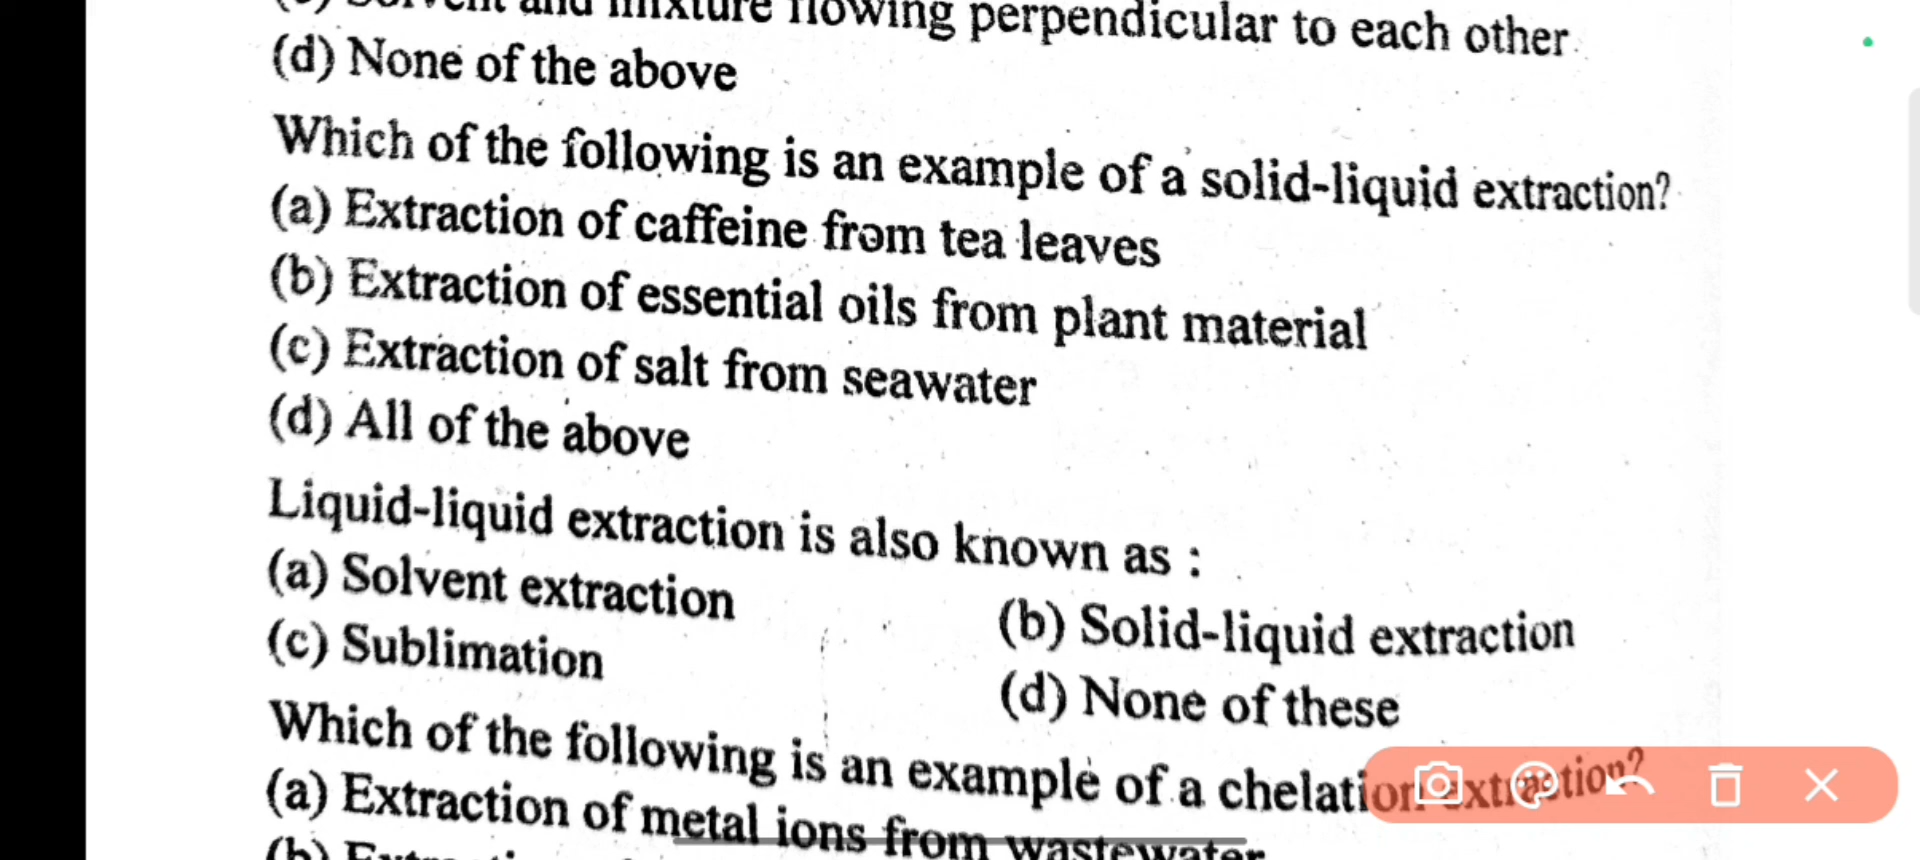 and mixture flowing perpendicular to each other
(d) None of the above
Which of the following is an example of a solid-liquid extraction?
(a) Extraction of caffeine from tea leaves
(b) Extraction of essential oils from plant material
(c) Extraction of salt from seawater
(d) All of the above
Liquid-liquid extraction is also known as :
(a) Solvent extraction
(b) Solid-liquid extraction
(c) Sublimation
(d) None of these
Which of the following is an example of a chelation extraction?
(a) Extraction of metal ions from wastewater
(b)